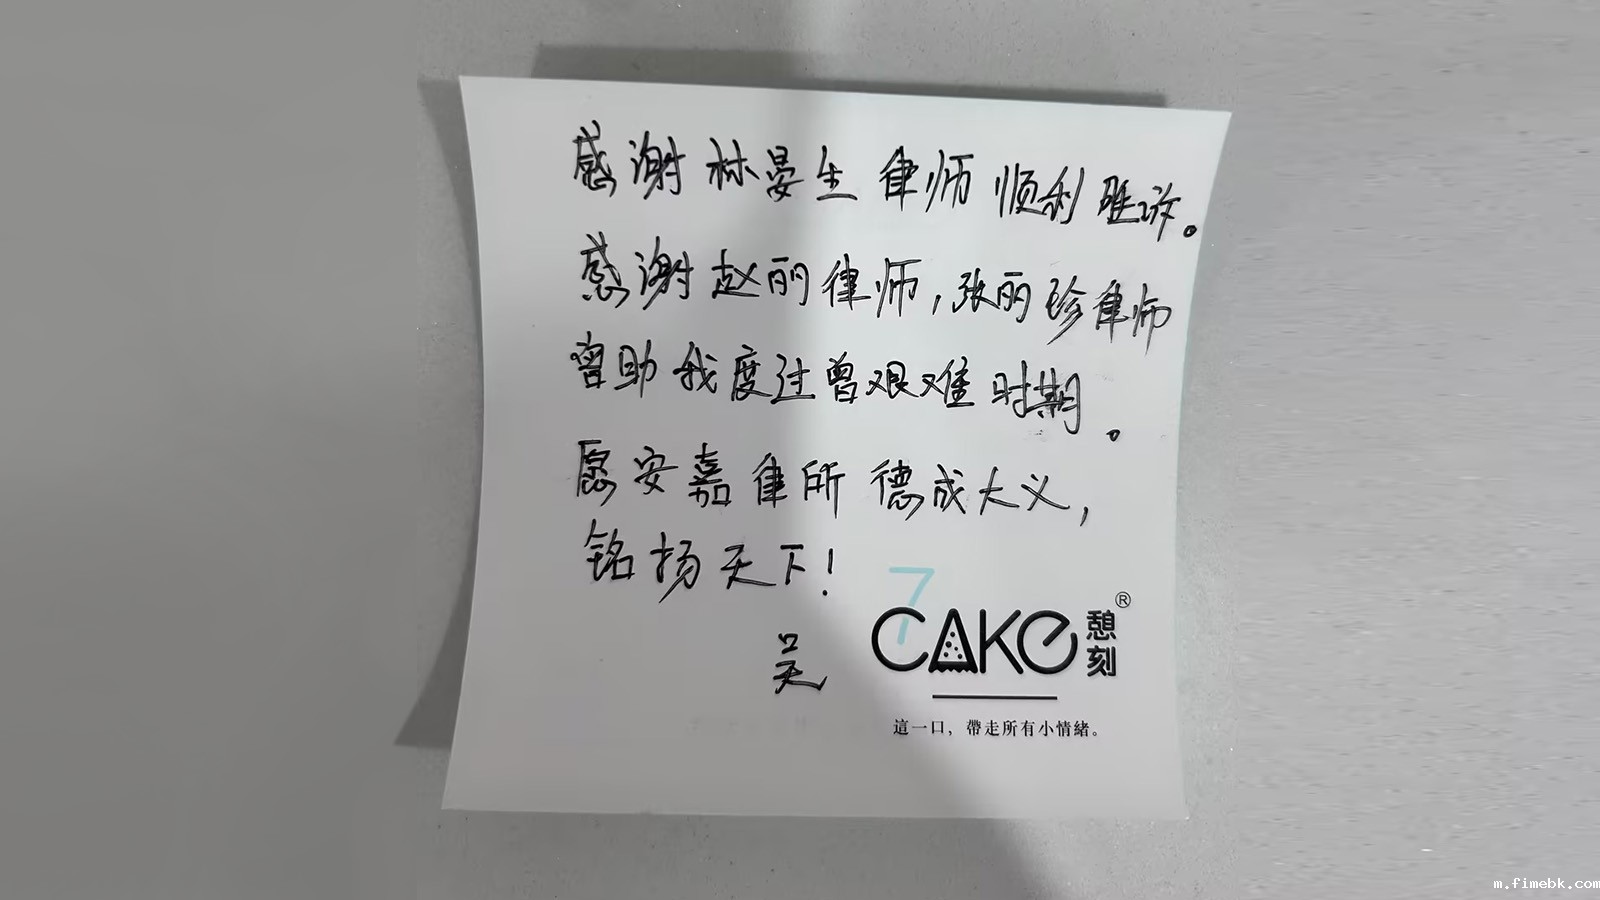 感谢林晏生律师顺利胜诉。
感谢赵丽律师,张丽珍律师
曾助我度过曾艰难时期。
愿安嘉律所德成大义,
铭扬天下!
吴
7
CAKE 憩刻®
這一口，帶走所有小情緒。
m.fimebk.com